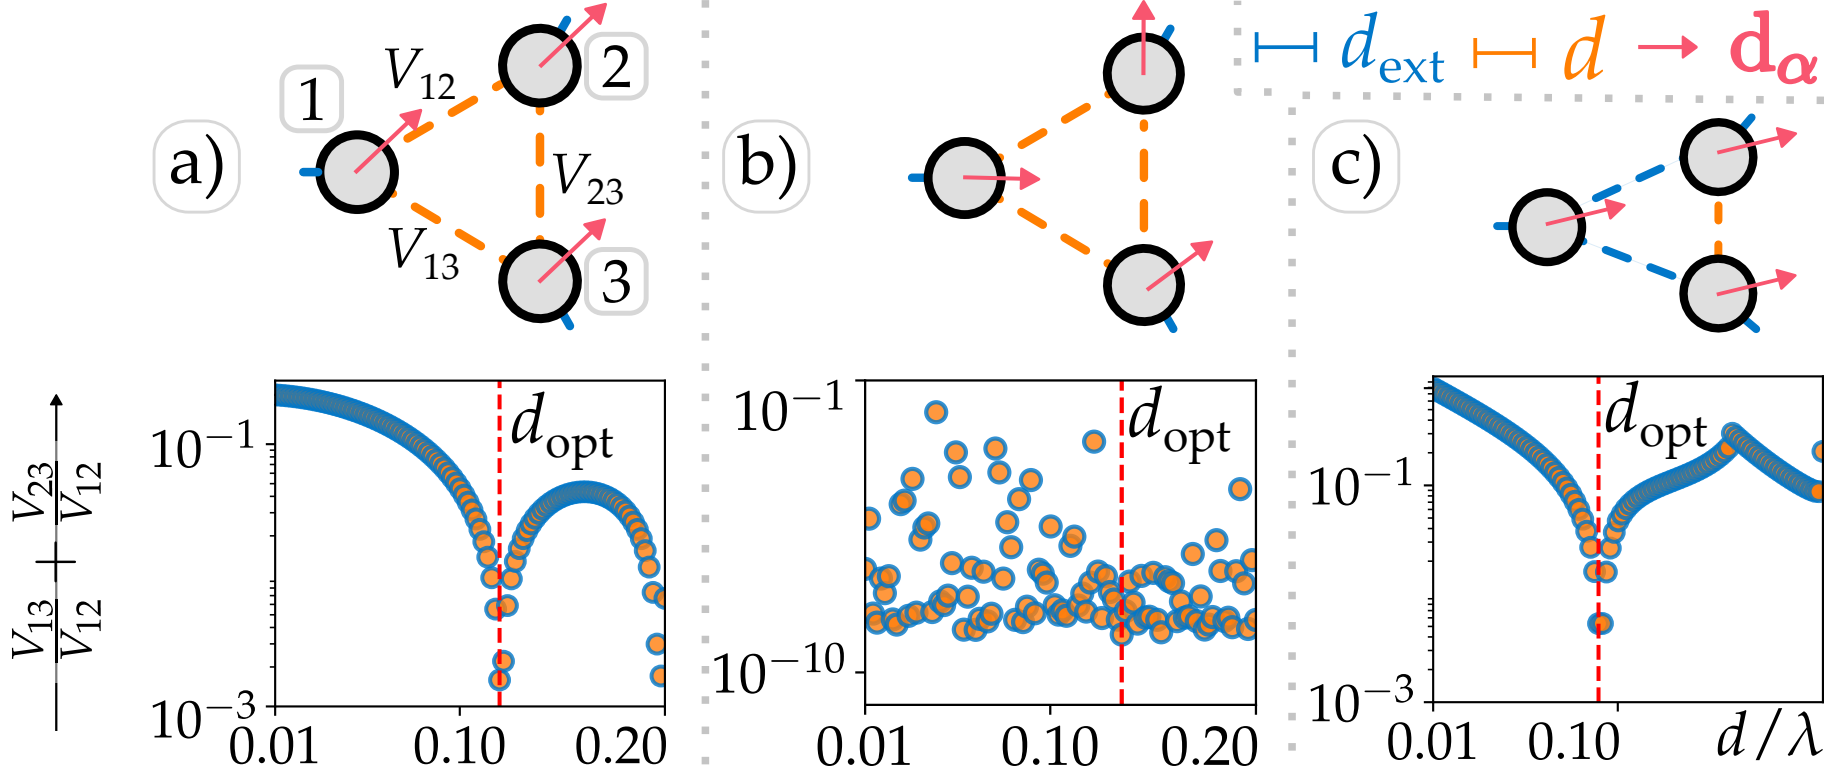 a)
1
2
3
V₁₂
V₂₃
V₁₃
b)
d_ext d d_α
c)
V₁₃/V₁₂ + V₂₃/V₁₂
10⁻¹
10⁻³
d_opt
0.01 0.10 0.20
10⁻¹
10⁻¹⁰
d_opt
0.01 0.10 0.20
10⁻¹
10⁻³
d_opt
0.01 0.10 d/λ